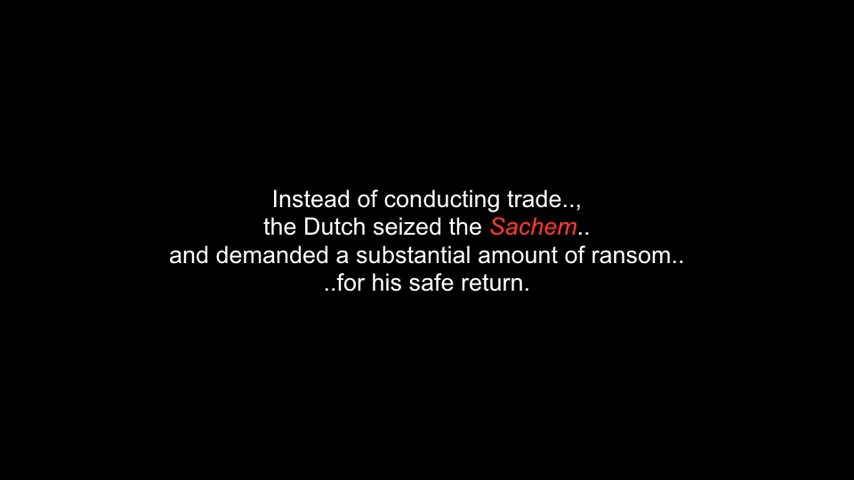 Instead of conducting trade..,
the Dutch seized the Sachem..
and demanded a substantial amount of ransom..
..for his safe return.